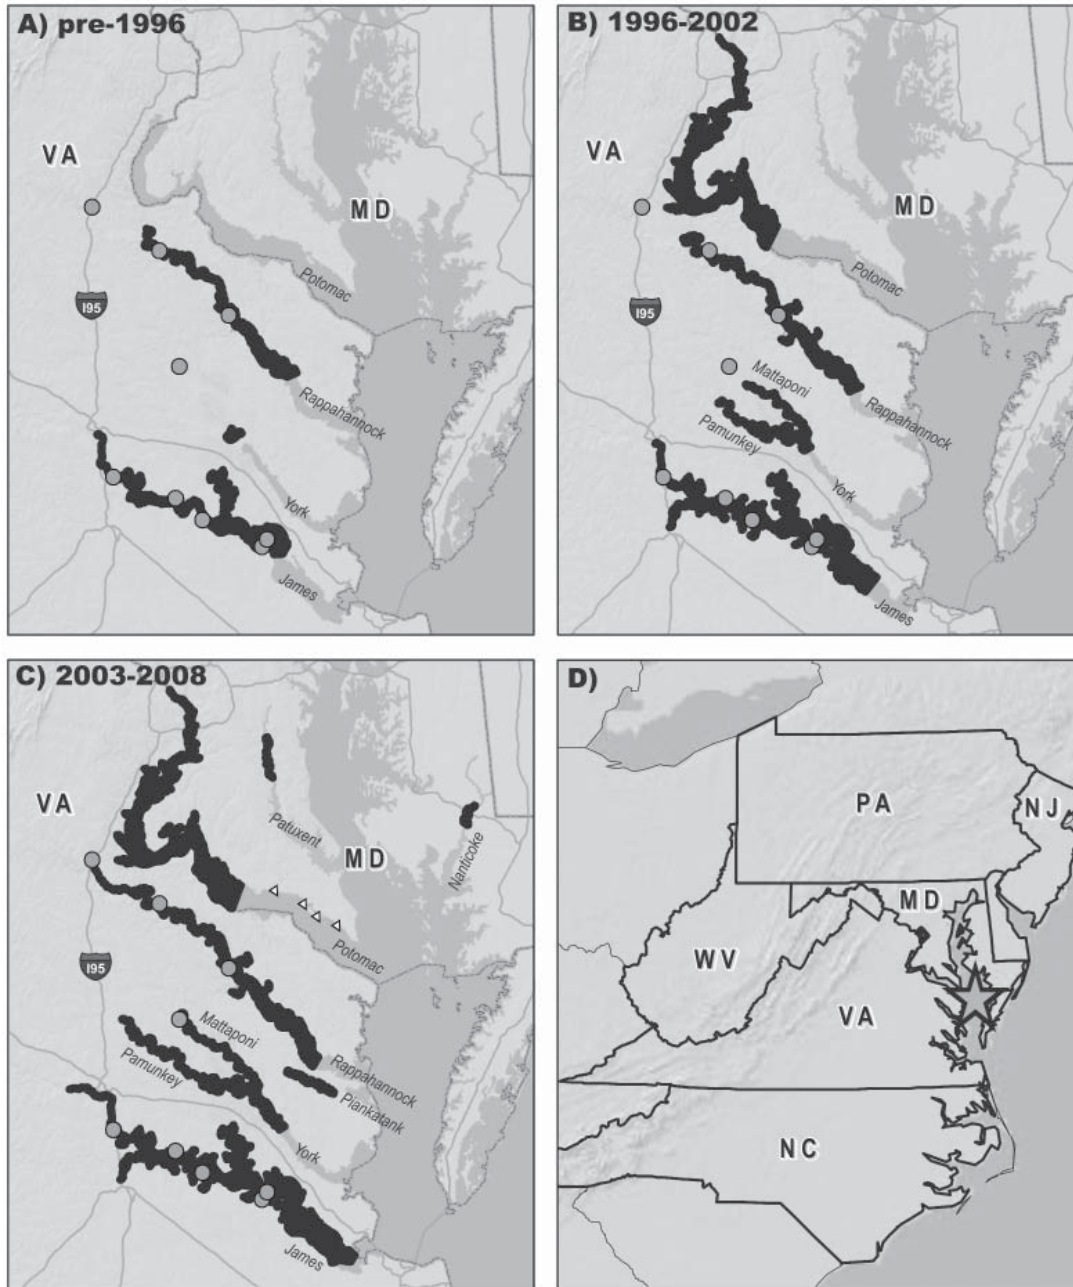 A) pre-1996
VA
MD
I95
Potomac
Rappahannock
York
James
B) 1996-2002
VA
MD
I95
Potomac
Mattaponi
Rappahannock
Pamunkey
York
James
C) 2003-2008
VA
Patuxent
MD
Nanticoke
I95
Potomac
Mattaponi
Rappahannock
Pamunkey
Piankatank
York
James
D)
PA
NJ
MD
WV
VA
NC